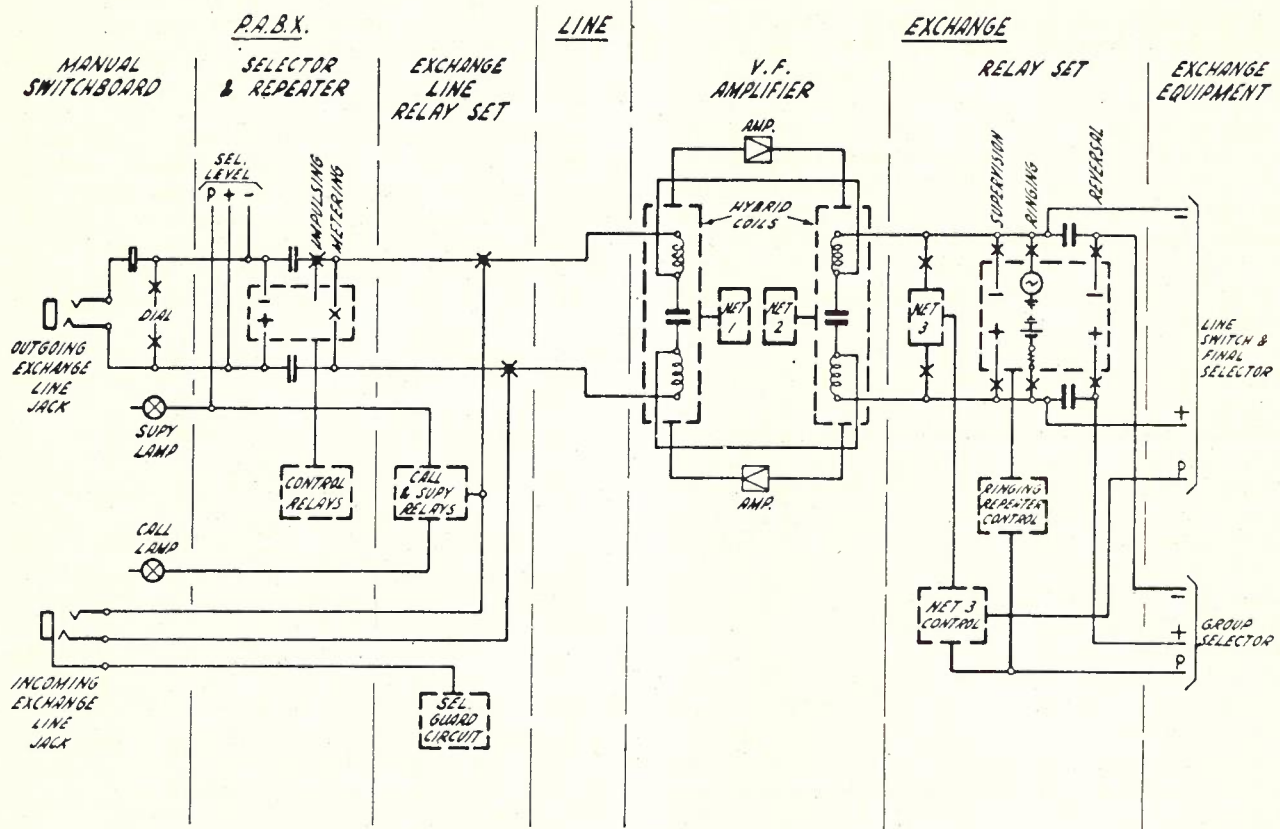 P.A.B.X.
LINE
EXCHANGE
MANUAL
SWITCHBOARD
SELECTOR
& REPEATER
EXCHANGE
LINE
RELAY SET
V.F.
AMPLIFIER
RELAY SET
EXCHANGE
EQUIPMENT
SEL.
LEVEL
P + -
IMPULSING
METERING
DIAL
OUTGOING
EXCHANGE
LINE
JACK
SUPY
LAMP
CALL
LAMP
INCOMING
EXCHANGE
LINE
JACK
CONTROL
RELAYS
CALL
& SUPY
RELAYS
SEL.
GUARD
CIRCUIT
AMP.
HYBRID
COILS
NET
1
NET
2
AMP.
SUPERVISION
RINGING
REVERSAL
NET
3
RINGING
REPEATER
CONTROL
NET 3
CONTROL
-
+
P
LINE
SWITCH &
FINAL
SELECTOR
-
+
P
GROUP
SELECTOR